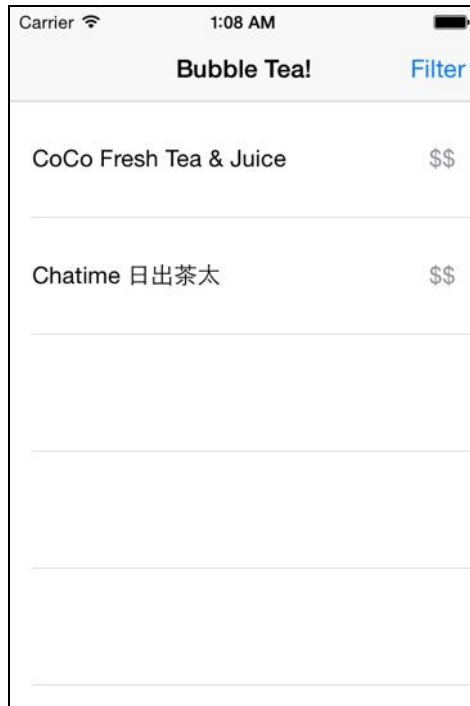 Carrier 1:08 AM
Bubble Tea! Filter
CoCo Fresh Tea & Juice $$
Chatime 日出茶太 $$